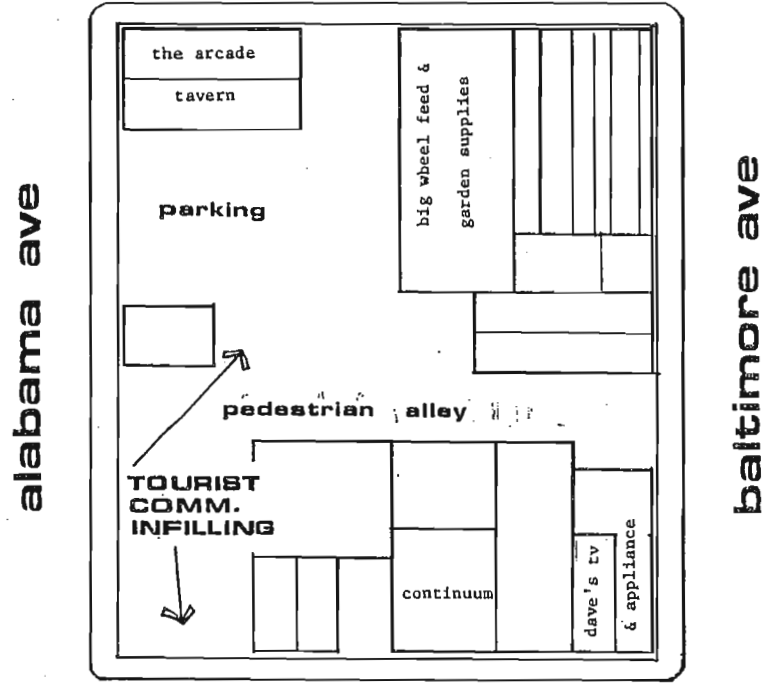 the arcade
tavern
big wheel feed &
garden supplies
parking
alabama ave
baltimore ave
pedestrian alley
TOURIST
COMM.
INFILLING
continuum
dave's tv
& appliance